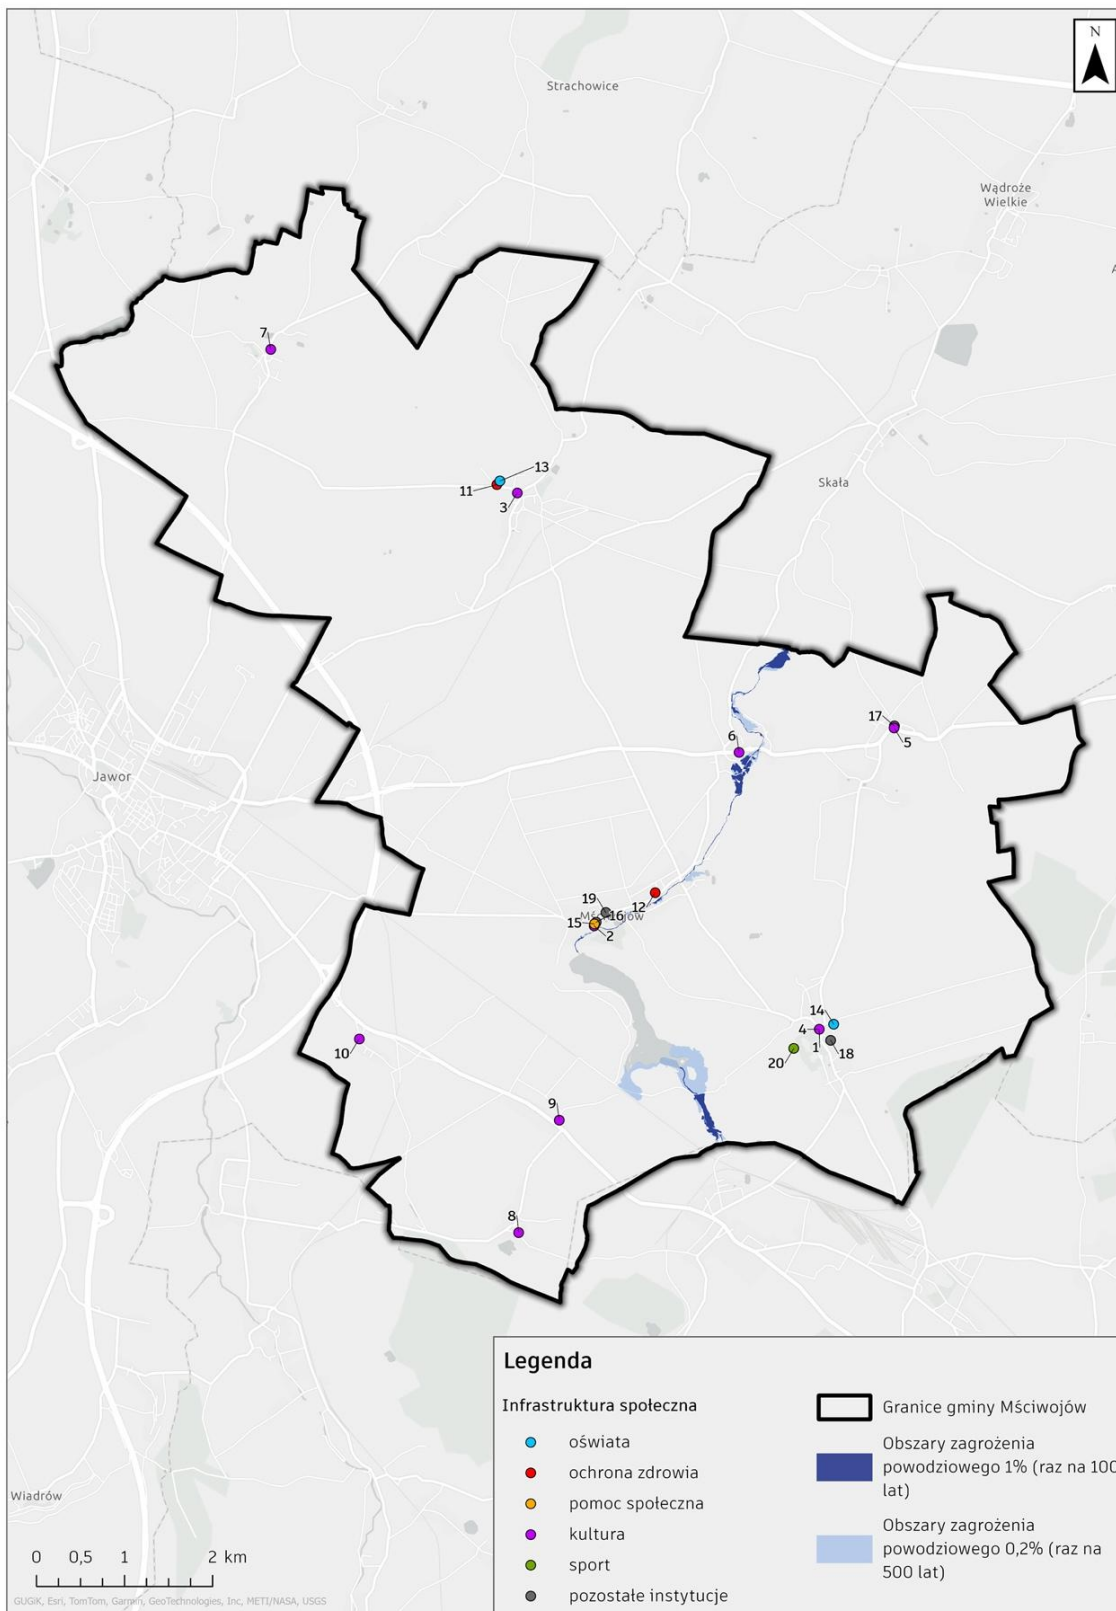 N
Strachowice
Wądroże
Wielkie
7
13
11
3
Skała
17
5
6
Jawor
19
16
12
15
Mściwojów
2
14
4
1
18
20
10
9
8
Legenda
Infrastruktura społeczna
oświata
ochrona zdrowia
pomoc społeczna
kultura
sport
pozostałe instytucje
Granice gminy Mściwojów
Obszary zagrożenia
powodziowego 1% (raz na 100
lat)
Obszary zagrożenia
powodziowego 0,2% (raz na
500 lat)
Wiadrów
0 0,5 1 2 km
GUGiK, Esri, TomTom, Garmin, GeoTechnologies, Inc, METI/NASA, USGS